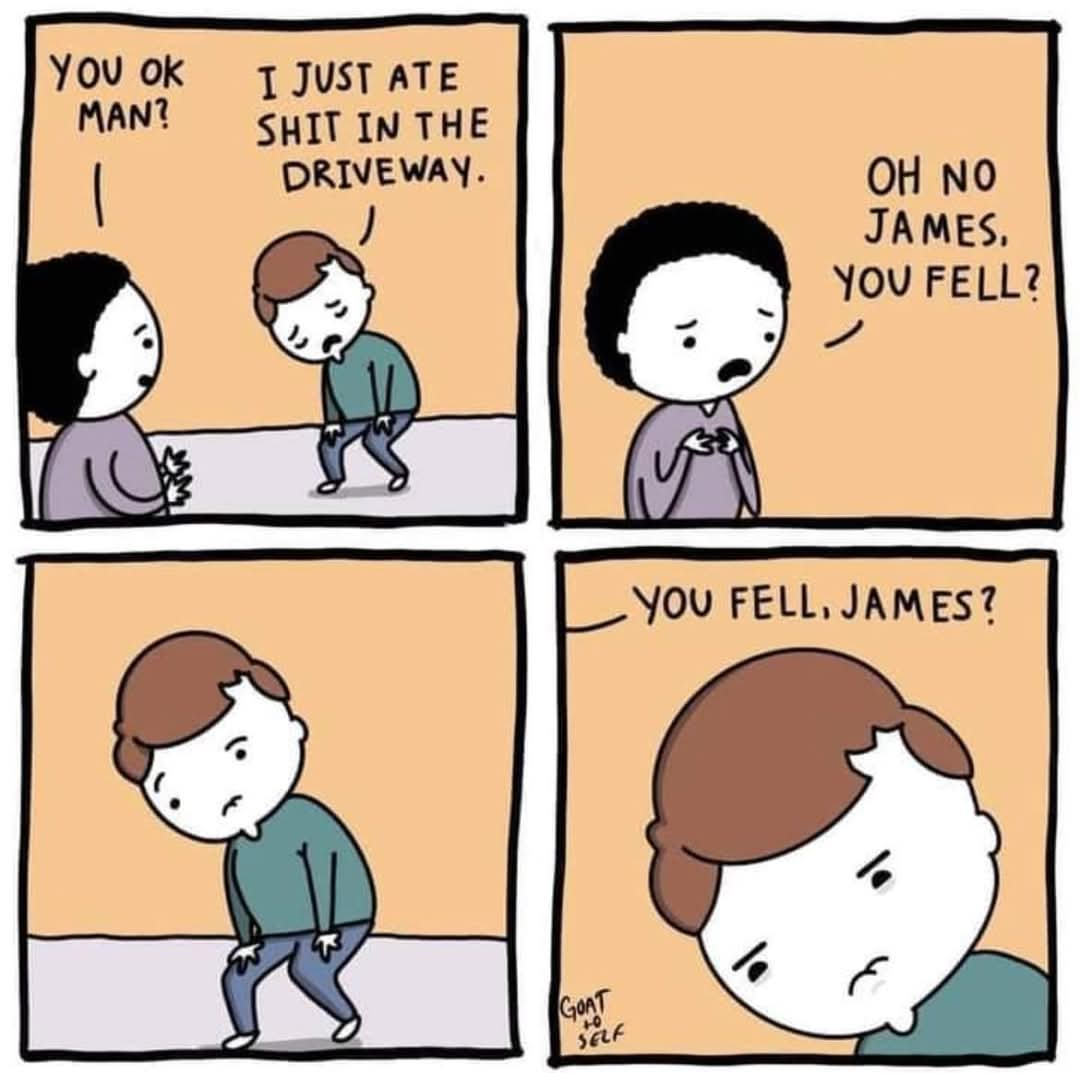 YOU OK
MAN?
I JUST ATE
SHIT IN THE
DRIVEWAY.
OH NO
JAMES,
YOU FELL?
YOU FELL, JAMES?
GOAT
to
SELF